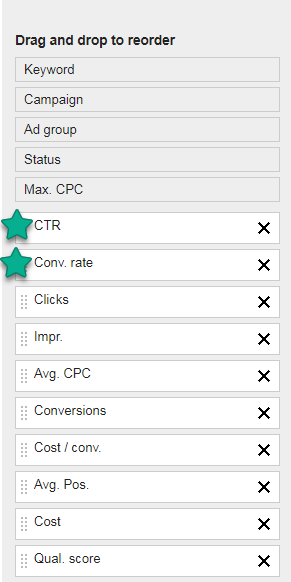 Drag and drop to reorder
Keyword
Campaign
Ad group
Status
Max. CPC
CTR
Conv. rate
Clicks
Impr.
Avg. CPC
Conversions
Cost / conv.
Avg. Pos.
Cost
Qual. score